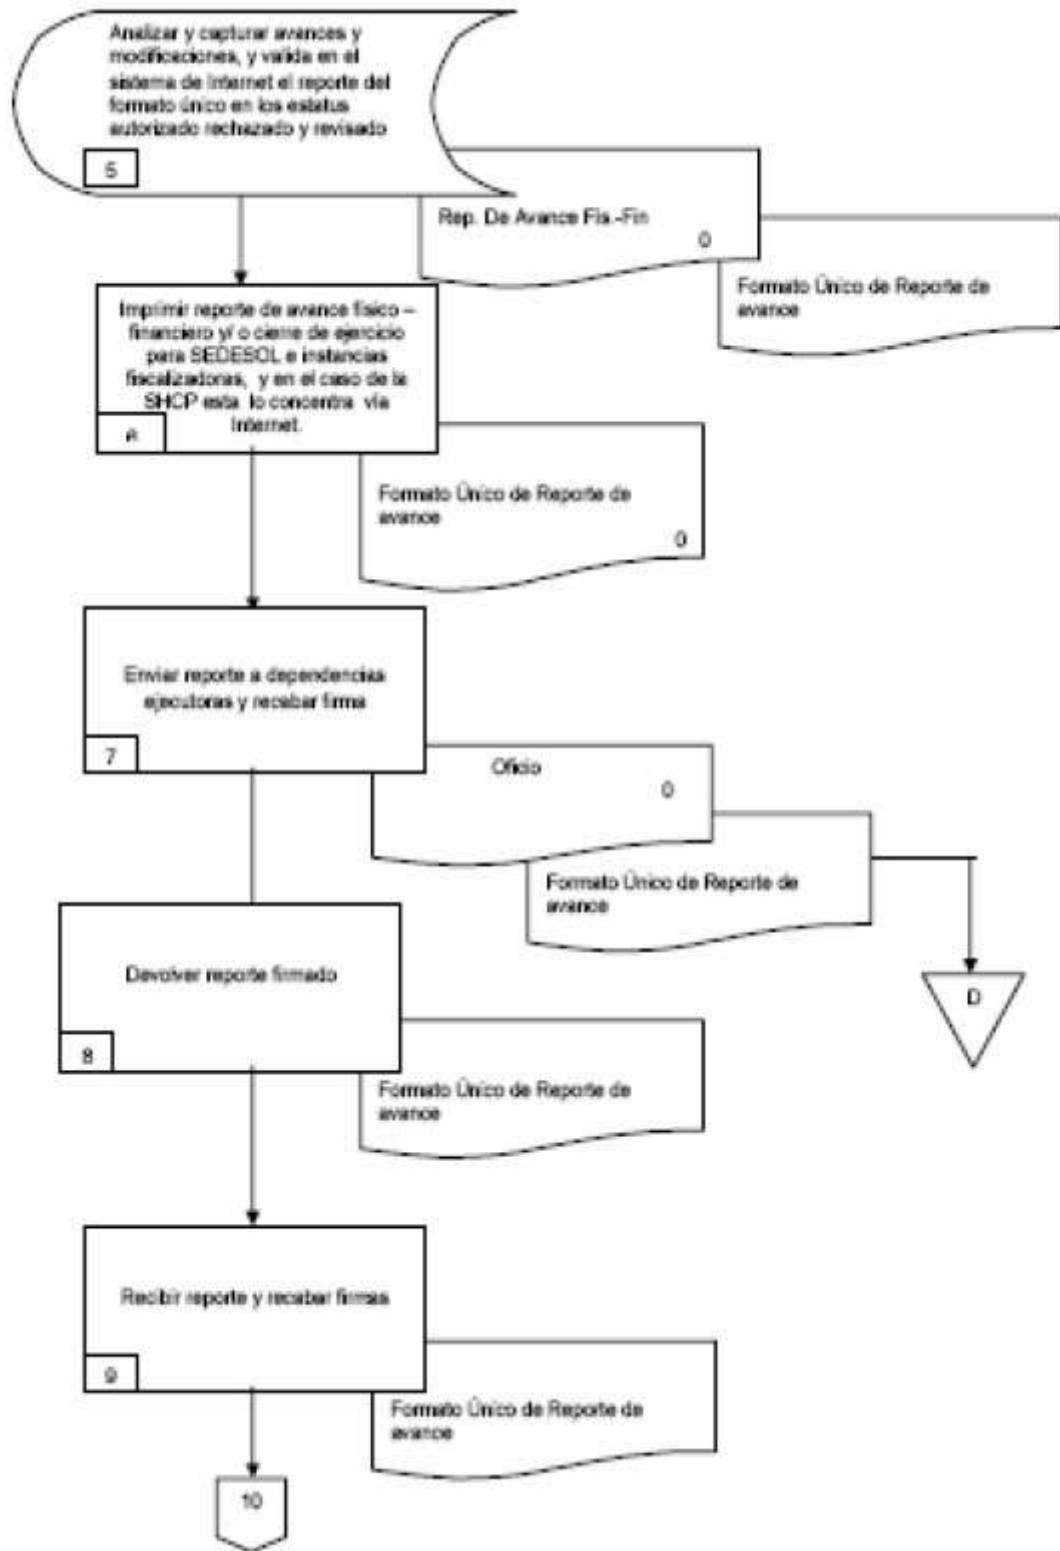 Analizar y capturar avances y
modificaciones, y valida en el
sistema de Internet el reporte del
formato único en los estatus
autorizado rechazado y revisado
5
Rep. De Avance Fis.-Fin
0
Formato Único de Reporte de
avance
Imprimir reporte de avance físico –
financiero y/ o cierre de ejercicio
para SEDESOL e instancias
fiscalizadoras, y en el caso de la
SHCP esta lo concentra vía
Internet.
6
Formato Único de Reporte de
avance
0
Enviar reporte a dependencias
ejecutoras y recabar firma
7
Oficio
0
Formato Único de Reporte de
avance
D
Devolver reporte firmado
8
Formato Único de Reporte de
avance
Recibir reporte y recabar firmas
9
Formato Único de Reporte de
avance
10